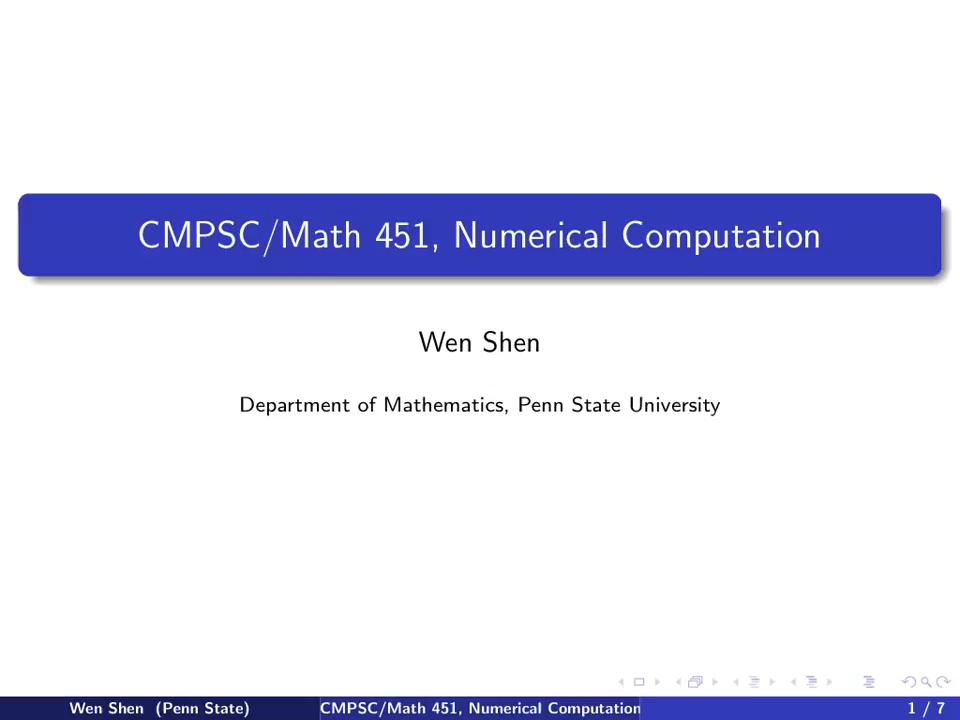 CMPSC/Math 451, Numerical Computation
Wen Shen
Department of Mathematics, Penn State University
Wen Shen (Penn State)
CMPSC/Math 451, Numerical Computation
1 / 7